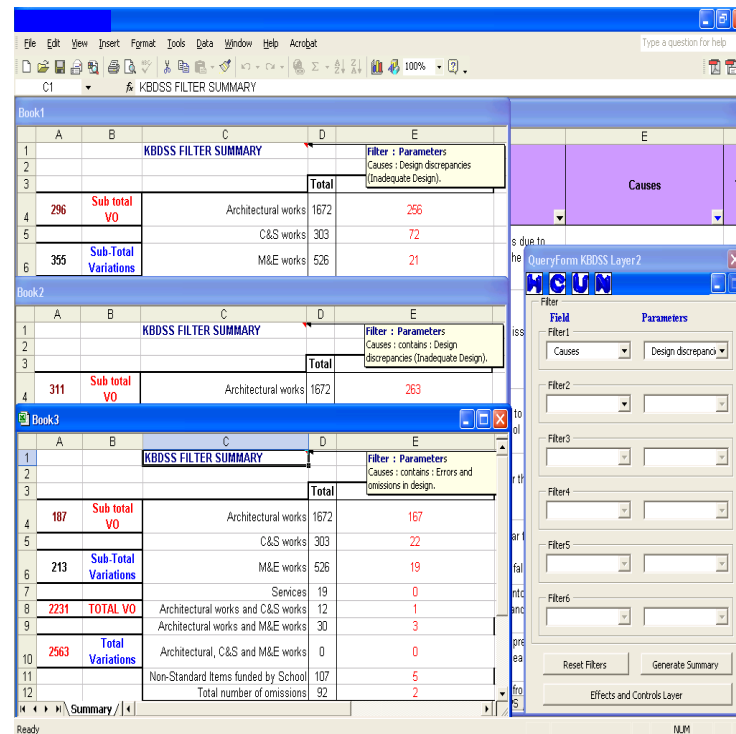 File Edit View Insert Format Tools Data Window Help Acrobat Type a question for help
100%
C1 fx KBDSS FILTER SUMMARY
Book1
A B C D E
1 KBDSS FILTER SUMMARY
Filter : Parameters
Causes : Design discrepancies
(Inadequate Design).
2
3 Total
4 296 Sub total VO Architectural works 1672 256
5 C&S works 303 72
6 355 Sub-Total Variations M&E works 526 21
Book2
A B C D E
1 KBDSS FILTER SUMMARY
Filter : Parameters
Causes : contains : Design
discrepancies (Inadequate Design).
2
3 Total
4 311 Sub total VO Architectural works 1672 263
Book3
A B C D E
1 KBDSS FILTER SUMMARY
Filter : Parameters
Causes : contains : Errors and
omissions in design.
2
3 Total
4 187 Sub total VO Architectural works 1672 167
5 C&S works 303 22
6 213 Sub-Total Variations M&E works 526 19
7 Services 19 0
8 2231 TOTAL VO Architectural works and C&S works 12 1
9 Architectural works and M&E works 30 3
10 2563 Total Variations Architectural, C&S and M&E works 0 0
11 Non-Standard Items funded by School 107 5
12 Total number of omissions 92 2
Summary
Ready NUM
E
Causes
s due to
he
QueryForm KBDSS Layer2
H C U N
Filter
Field Parameters
Filter1
Causes Design discrepanci
Filter2
Filter3
Filter4
Filter5
Filter6
Reset Filters Generate Summary
Effects and Controls Layer